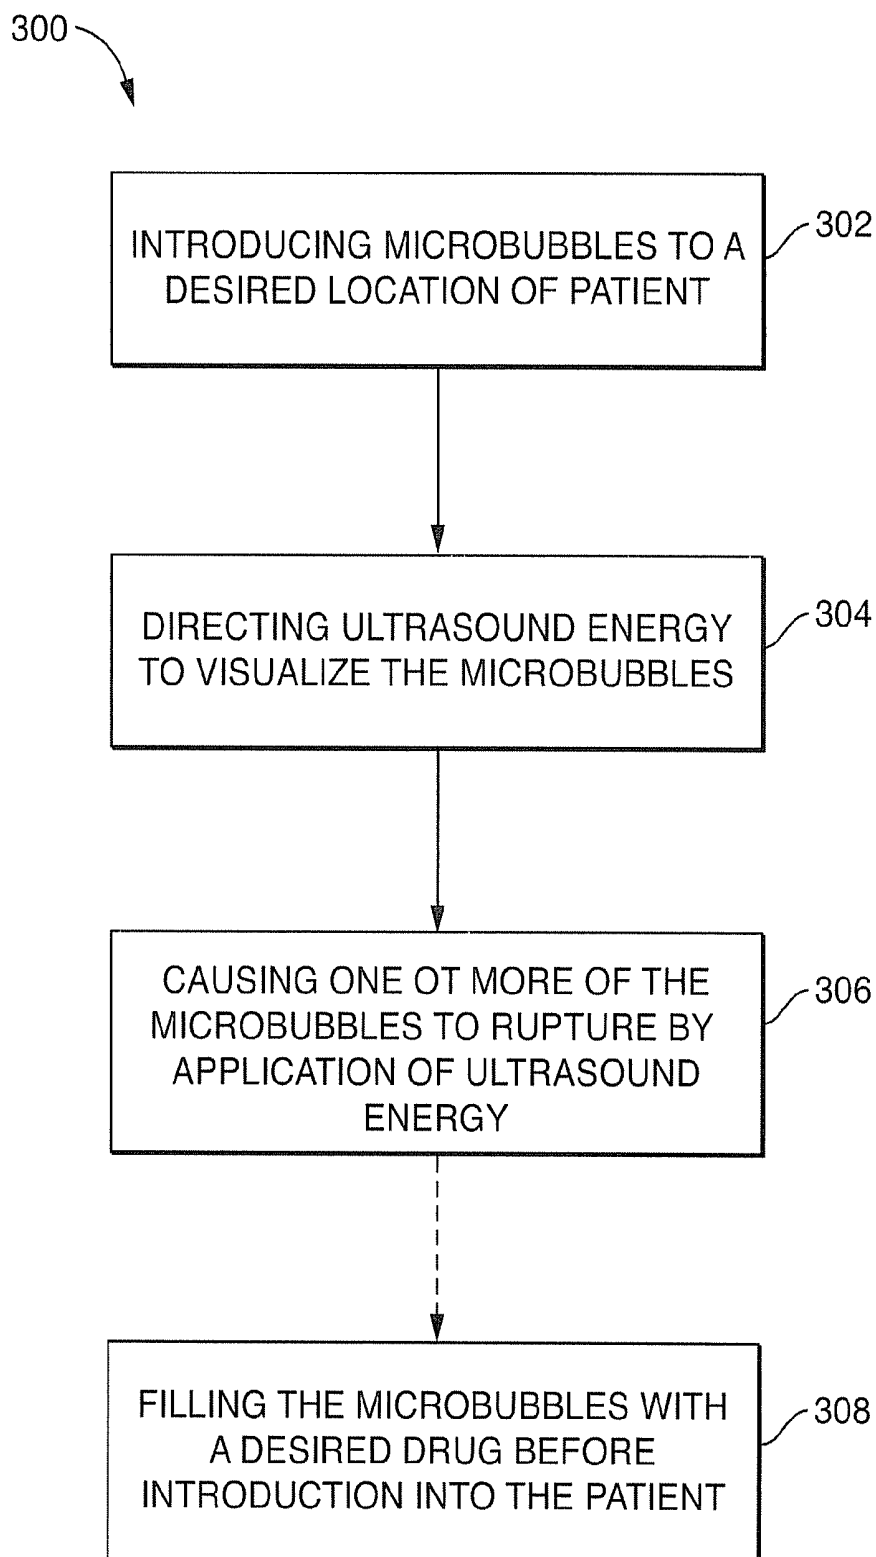 300
INTRODUCING MICROBUBBLES TO A
DESIRED LOCATION OF PATIENT
302
DIRECTING ULTRASOUND ENERGY
TO VISUALIZE THE MICROBUBBLES
304
CAUSING ONE OT MORE OF THE
MICROBUBBLES TO RUPTURE BY
APPLICATION OF ULTRASOUND
ENERGY
306
FILLING THE MICROBUBBLES WITH
A DESIRED DRUG BEFORE
INTRODUCTION INTO THE PATIENT
308